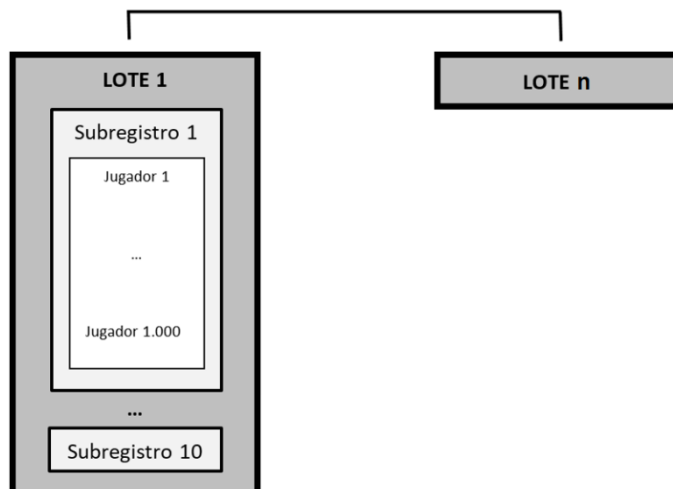 LOTE 1
Subregistro 1
Jugador 1
...
Jugador 1.000
...
Subregistro 10
LOTE n